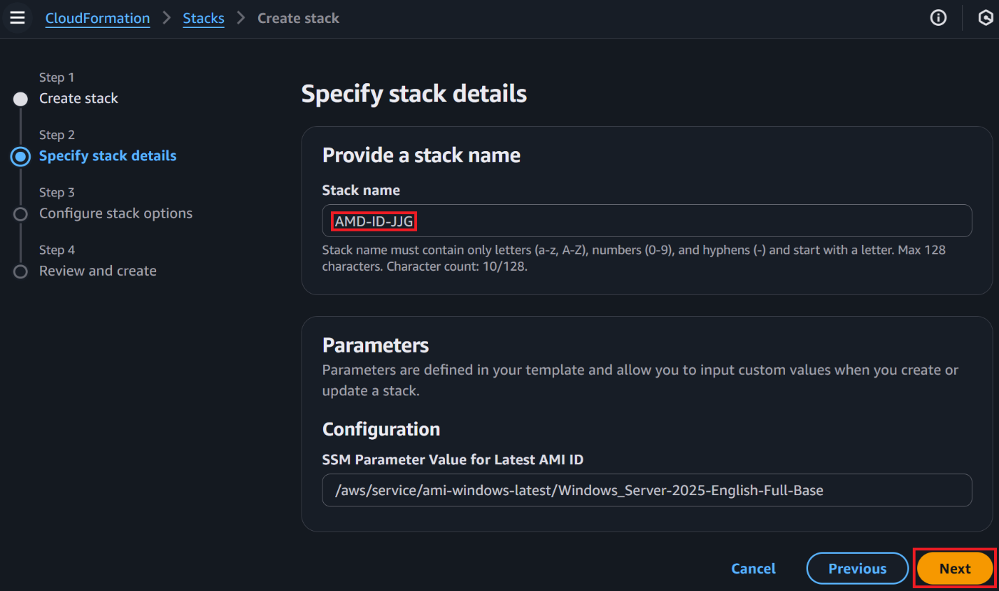 CloudFormation > Stacks > Create stack
Step 1
Create stack
Step 2
Specify stack details
Step 3
Configure stack options
Step 4
Review and create
Specify stack details
Provide a stack name
Stack name
AMD-ID-JJG
Stack name must contain only letters (a-z, A-Z), numbers (0-9), and hyphens (-) and start with a letter. Max 128
characters. Character count: 10/128.
Parameters
Parameters are defined in your template and allow you to input custom values when you create or
update a stack.
Configuration
SSM Parameter Value for Latest AMI ID
/aws/service/ami-windows-latest/Windows_Server-2025-English-Full-Base
Cancel Previous Next